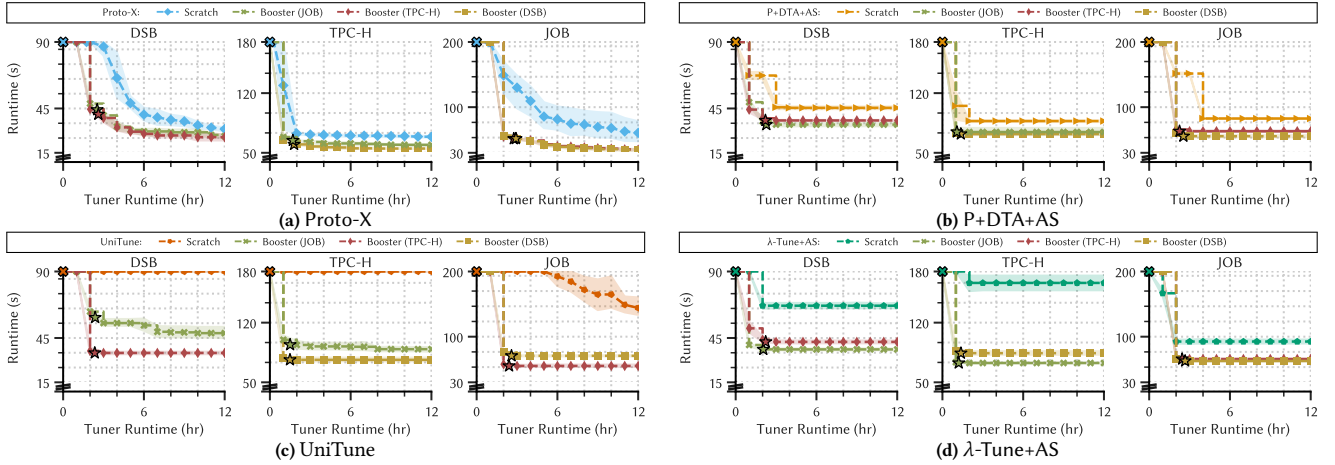 Proto-X: Scratch Booster (JOB) Booster (TPC-H) Booster (DSB)
P+DTA+AS: Scratch Booster (JOB) Booster (TPC-H) Booster (DSB)
DSB TPC-H JOB
DSB TPC-H JOB
Runtime (s)
90 45 15
180 120 50
200 100 30
0 6 12 0 6 12 0 6 12
Tuner Runtime (hr) Tuner Runtime (hr) Tuner Runtime (hr)
(a) Proto-X
Runtime (s)
90 45 15
180 120 50
200 100 30
0 6 12 0 6 12 0 6 12
Tuner Runtime (hr) Tuner Runtime (hr) Tuner Runtime (hr)
(b) P+DTA+AS
UniTune: Scratch Booster (JOB) Booster (TPC-H) Booster (DSB)
λ-Tune+AS: Scratch Booster (JOB) Booster (TPC-H) Booster (DSB)
DSB TPC-H JOB
DSB TPC-H JOB
Runtime (s)
90 45 15
180 120 50
200 100 30
0 6 12 0 6 12 0 6 12
Tuner Runtime (hr) Tuner Runtime (hr) Tuner Runtime (hr)
(c) UniTune
Runtime (s)
90 45 15
180 120 50
200 100 30
0 6 12 0 6 12 0 6 12
Tuner Runtime (hr) Tuner Runtime (hr) Tuner Runtime (hr)
(d) λ-Tune+AS